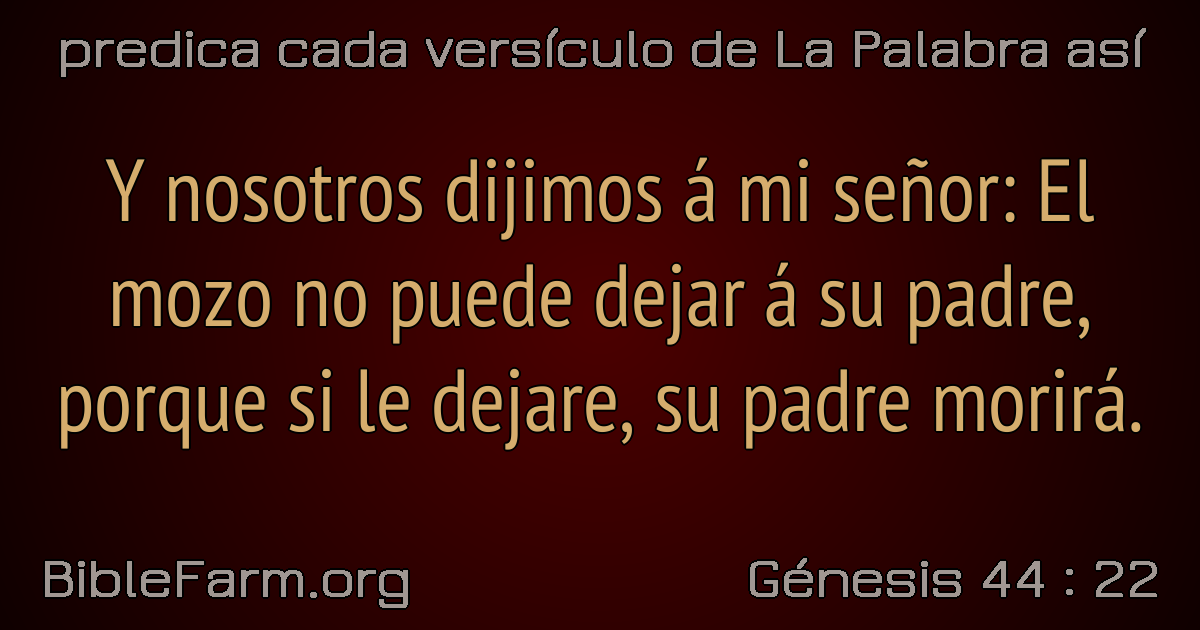 predica cada versículo de La Palabra así
Y nosotros dijimos á mi señor: El
mozo no puede dejar á su padre,
porque si le dejare, su padre morirá.
BibleFarm.org
Génesis 44 : 22